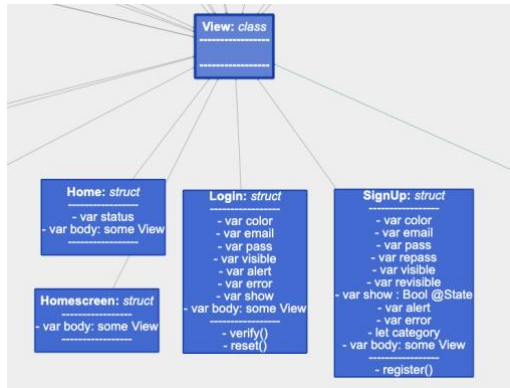 View: class
-----------------
-----------------
Home: struct
-----------------
- var status
- var body: some View
-----------------
Homescreen: struct
-----------------
- var body: some View
-----------------
Login: struct
-----------------
- var color
- var email
- var pass
- var visible
- var alert
- var error
- var show
- var body: some View
-----------------
- verify()
- reset()
SignUp: struct
-----------------
- var color
- var email
- var pass
- var repass
- var visible
- var revisible
- var show : Bool @State
- var alert
- var error
- let category
- var body: some View
-----------------
- register()